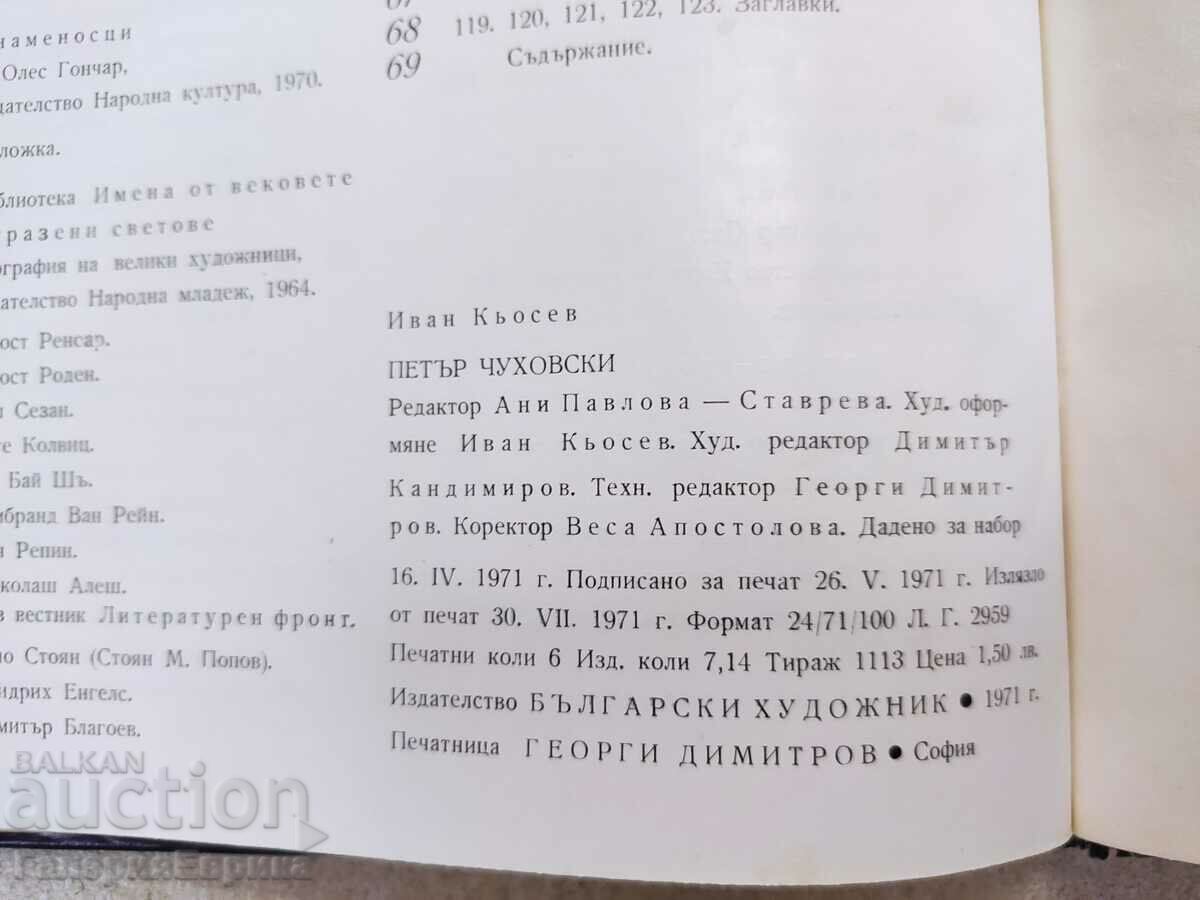 наменосци
Олес Гончар,
дателство Народна култура, 1970.
ложка.
блиотека Имена от вековете
разени светове
ография на велики художници,
ателство Народна младеж, 1964.
ост Ренсар.
ост Роден.
Сезан.
е Колвиц.
Бай Шъ.
мбранд Ван Рейн.
Репин.
колаш Алеш.
в вестник Литературен фронт.
о Стоян (Стоян М. Попов).
идрих Енгелс.
митър Благоев.
67
68 119. 120, 121, 122, 123. Заглавки.
69 Съдържание.
Иван Кьосев
ПЕТЪР ЧУХОВСКИ
Редактор Ани Павлова — Ставрева. Худ. офор-
мяне Иван Кьосев. Худ. редактор Димитър
Кандимиров. Техн. редактор Георги Димит-
ров. Коректор Веса Апостолова. Дадено за набор
16. IV. 1971 г. Подписано за печат 26. V. 1971 г. Излязло
от печат 30. VII. 1971 г. Формат 24/71/100 Л. Г. 2959
Печатни коли 6 Изд. коли 7,14 Тираж 1113 Цена 1,50 лв.
Издателство БЪЛГАРСКИ ХУДОЖНИК • 1971 г.
Печатница ГЕОРГИ ДИМИТРОВ • София
BALKAN
auction
Галерия Еврика